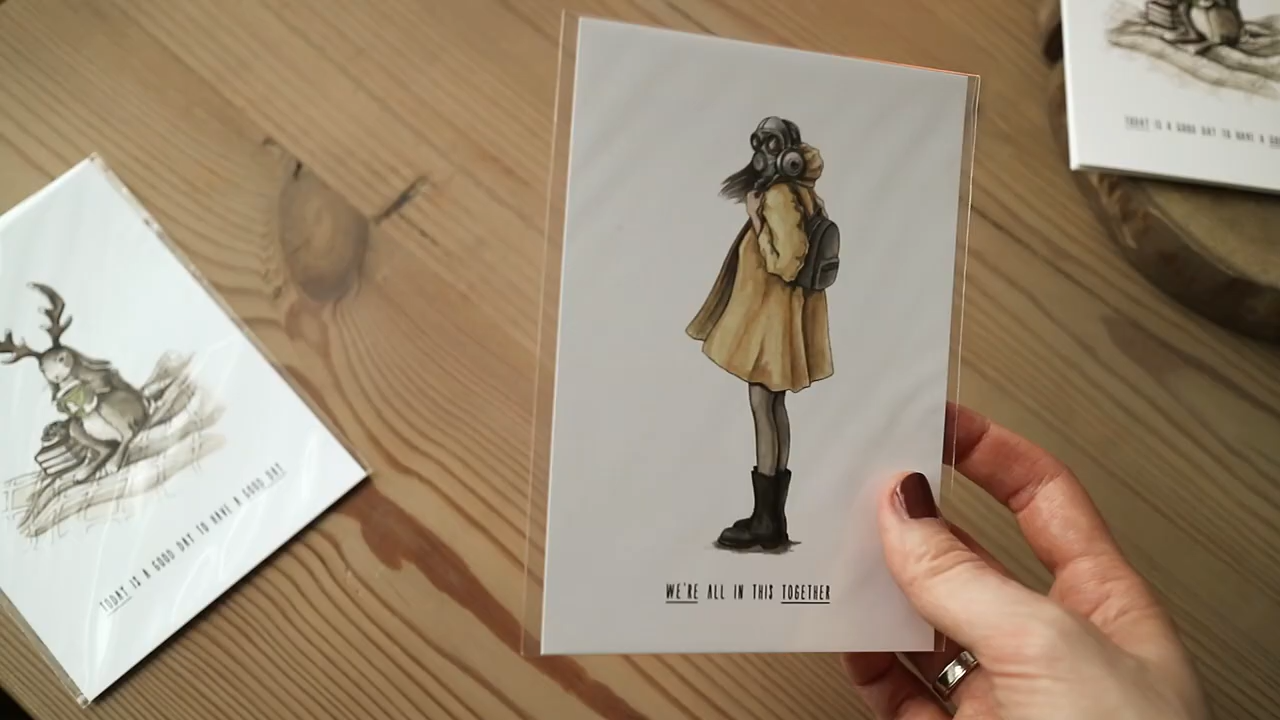 TODAY IS A GOOD DAY TO HAVE A GOOD DAY
WE'RE ALL IN THIS TOGETHER
TODAY IS A GOOD DAY TO HAVE A